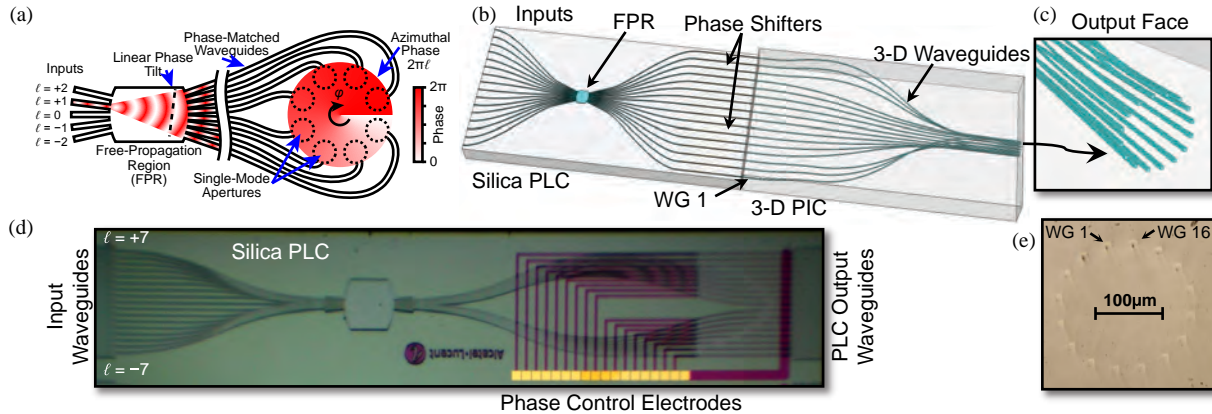 (a)
Phase-Matched
Waveguides
Linear Phase
Tilt
Azimuthal
Phase
2πℓ
Inputs
ℓ = +2
ℓ = +1
ℓ = 0
ℓ = −1
ℓ = −2
φ
2π
Phase
0
Free-Propagation
Region
(FPR)
Single-Mode
Apertures
(b)
Inputs
FPR
Phase Shifters
3-D Waveguides
Silica PLC
WG 1
3-D PIC
(c)
Output Face
(d)
ℓ = +7
Silica PLC
Input
Waveguides
ℓ = −7
Alcatel-Lucent
PLC Output
Waveguides
Phase Control Electrodes
(e)
WG 1
WG 16
100μm